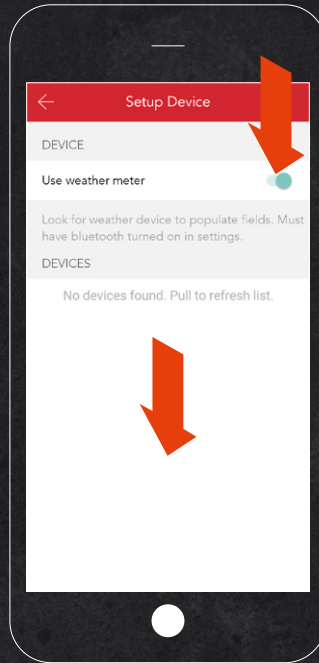 Setup Device
DEVICE
Use weather meter
Look for weather device to populate fields. Must
have bluetooth turned on in settings.
DEVICES
No devices found. Pull to refresh list.